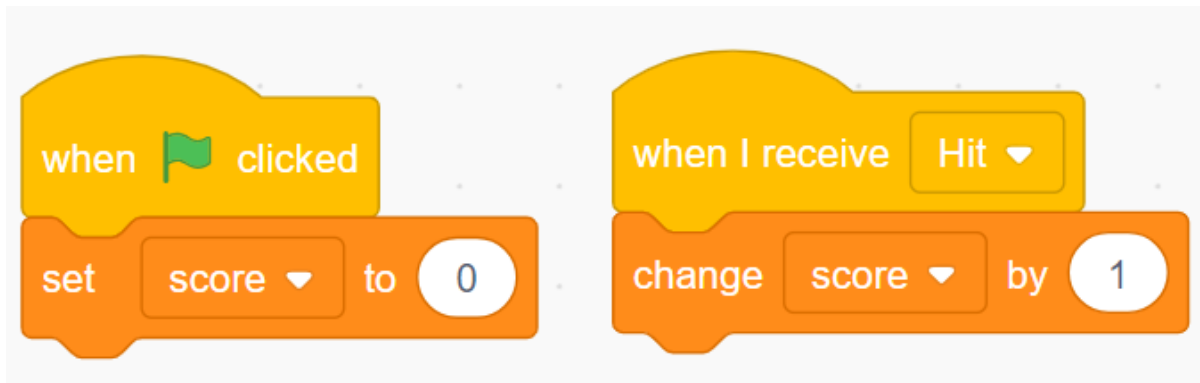 when clicked
set score to 0
when I receive Hit
change score by 1